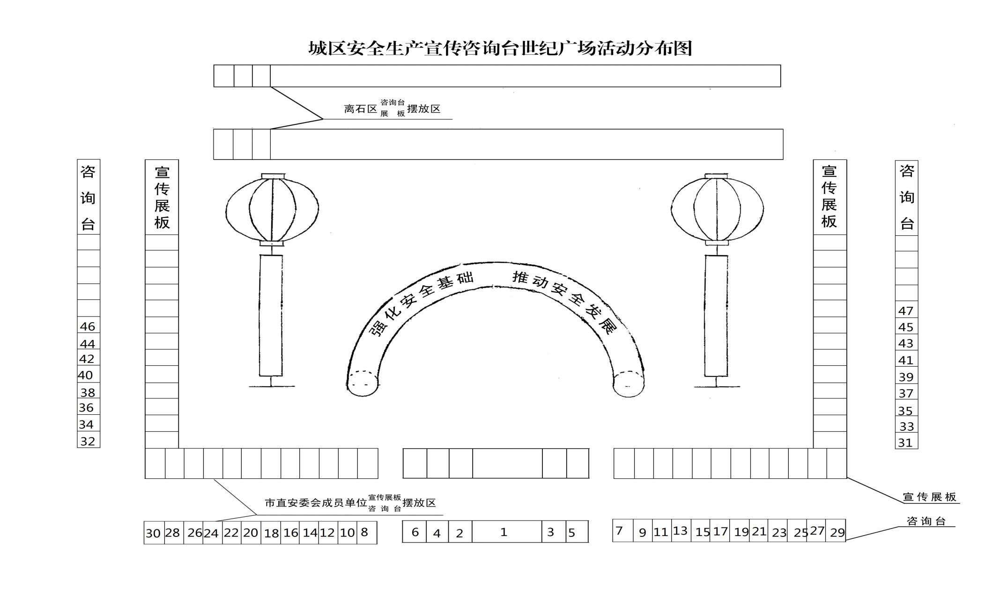 城区安全生产宣传咨询台世纪广场活动分布图
离石区咨询台展板摆放区
咨询台
宣传展板
宣传展板
咨询台
强化安全基础 推动安全发展
46
44
42
40
38
36
34
32
47
45
43
41
39
37
35
33
31
市直安委会成员单位宣传展板咨询台摆放区
宣传展板
咨询台
30 28 26 24 22 20 18 16 14 12 10 8
6 4 2 1 3 5
7 9 11 13 15 17 19 21 23 25 27 29